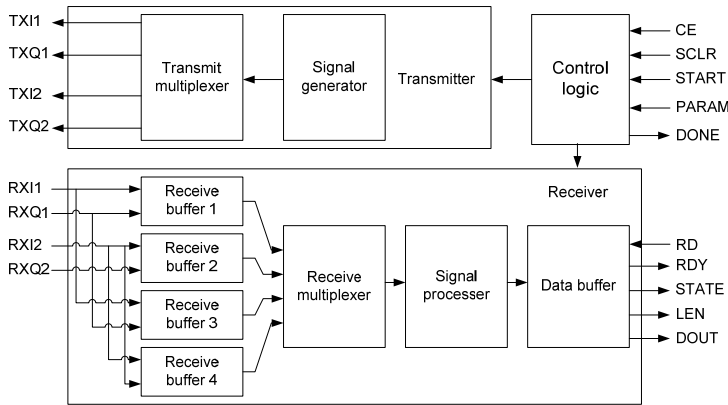 TXI1
TXQ1
TXI2
TXQ2
Transmit
multiplexer
Signal
generator
Transmitter
Control
logic
CE
SCLR
START
PARAM
DONE
Receiver
RXI1
RXQ1
RXI2
RXQ2
Receive
buffer 1
Receive
buffer 2
Receive
buffer 3
Receive
buffer 4
Receive
multiplexer
Signal
processer
Data buffer
RD
RDY
STATE
LEN
DOUT